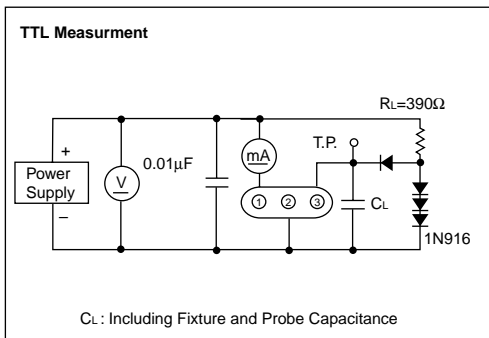 TTL Measurment
RL=390Ω
T.P.
+
0.01µF
mA
Power
Supply
V
1 2 3
CL
–
1N916
CL : Including Fixture and Probe Capacitance